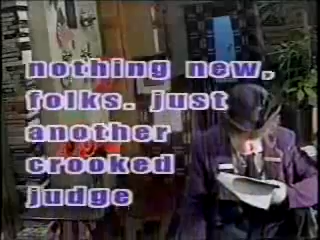 nothing new,
folks. just
another
crooked
judge